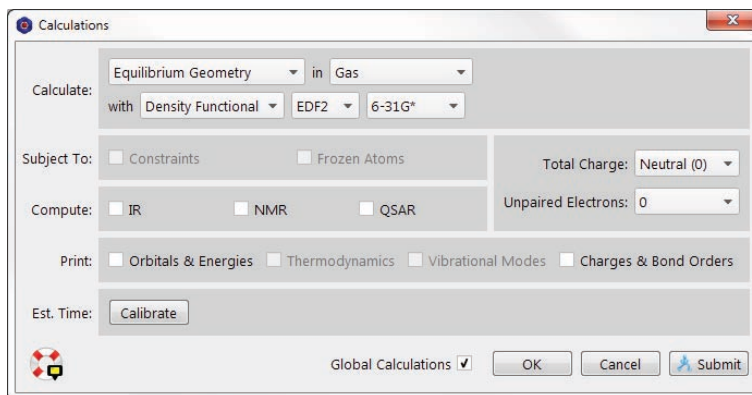 Calculations
Calculate: Equilibrium Geometry in Gas
with Density Functional EDF2 6-31G*
Subject To: Constraints Frozen Atoms
Total Charge: Neutral (0)
Compute: IR NMR QSAR
Unpaired Electrons: 0
Print: Orbitals & Energies Thermodynamics Vibrational Modes Charges & Bond Orders
Est. Time: Calibrate
Global Calculations OK Cancel Submit